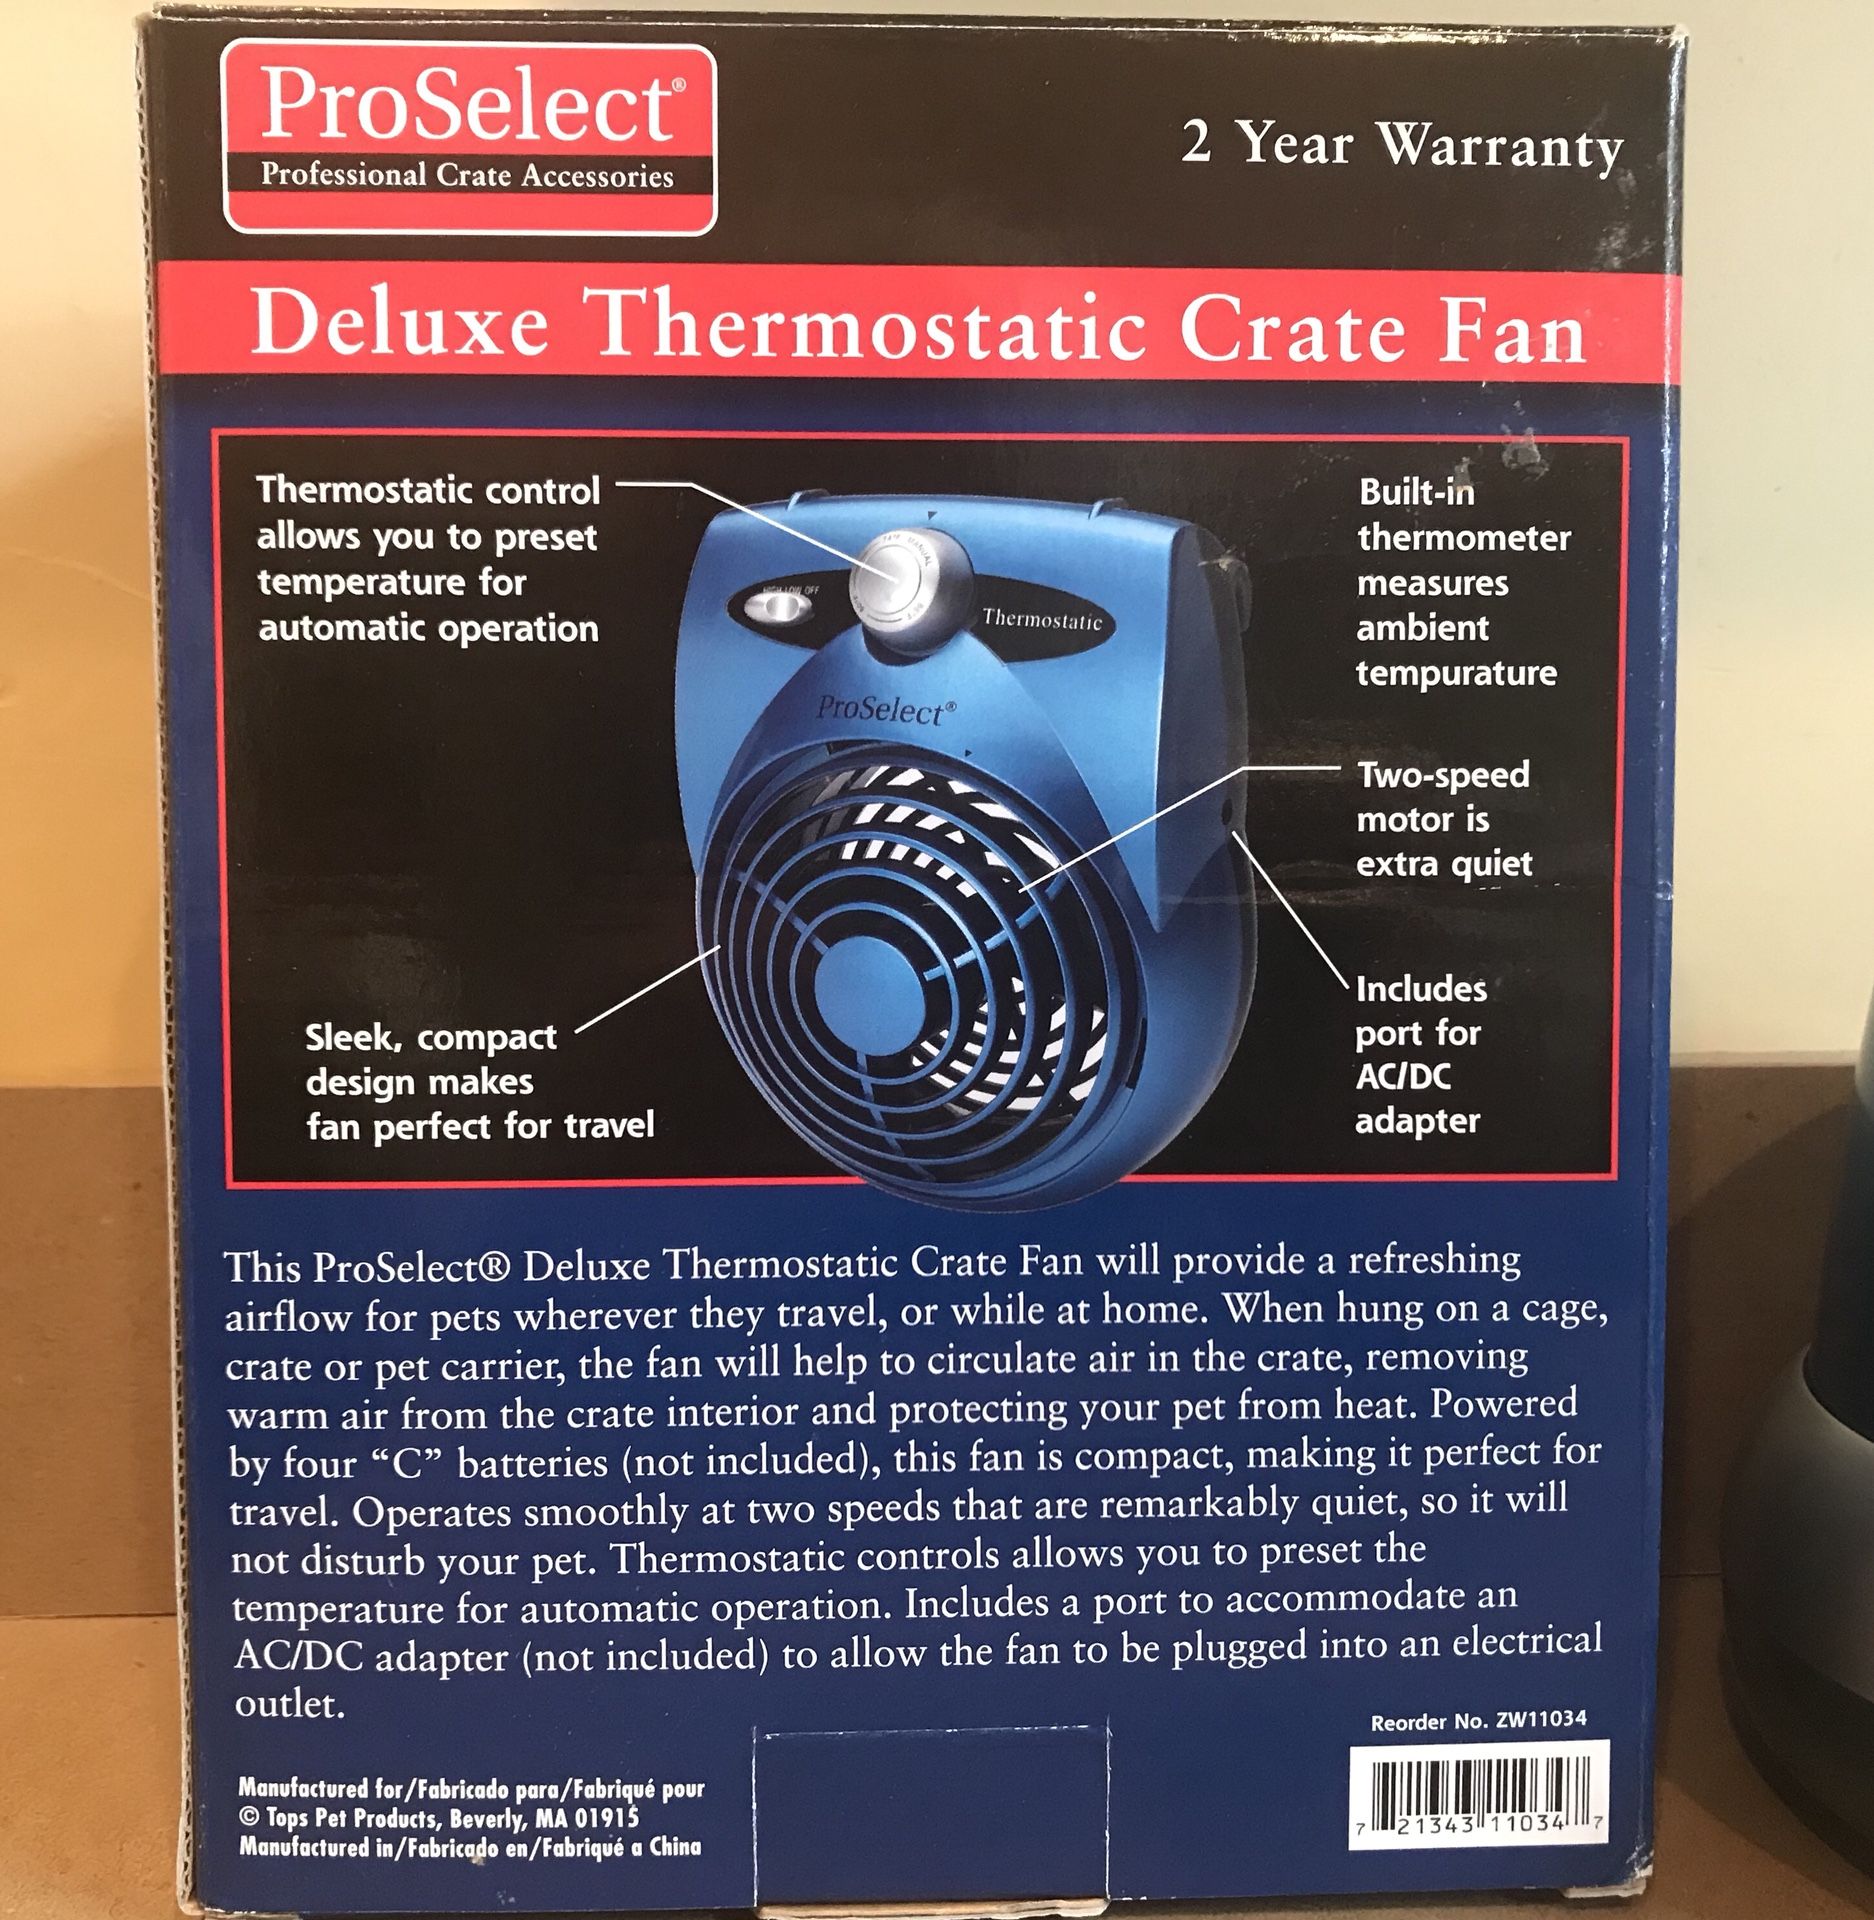 ProSelect®
Professional Crate Accessories
2 Year Warranty
Deluxe Thermostatic Crate Fan
Thermostatic control
allows you to preset
temperature for
automatic operation
Built-in
thermometer
measures
ambient
tempurature
HIGH LOW OFF
MANUAL
Thermostatic
ProSelect®
Two-speed
motor is
extra quiet
Sleek, compact
design makes
fan perfect for travel
Includes
port for
AC/DC
adapter
This ProSelect® Deluxe Thermostatic Crate Fan will provide a refreshing
airflow for pets wherever they travel, or while at home. When hung on a cage,
crate or pet carrier, the fan will help to circulate air in the crate, removing
warm air from the crate interior and protecting your pet from heat. Powered
by four “C” batteries (not included), this fan is compact, making it perfect for
travel. Operates smoothly at two speeds that are remarkably quiet, so it will
not disturb your pet. Thermostatic controls allows you to preset the
temperature for automatic operation. Includes a port to accommodate an
AC/DC adapter (not included) to allow the fan to be plugged into an electrical
outlet.
Reorder No. ZW11034
7 21343 11034 7
Manufactured for/Fabricado para/Fabriqué pour
© Tops Pet Products, Beverly, MA 01915
Manufactured in/Fabricado en/Fabriqué a China